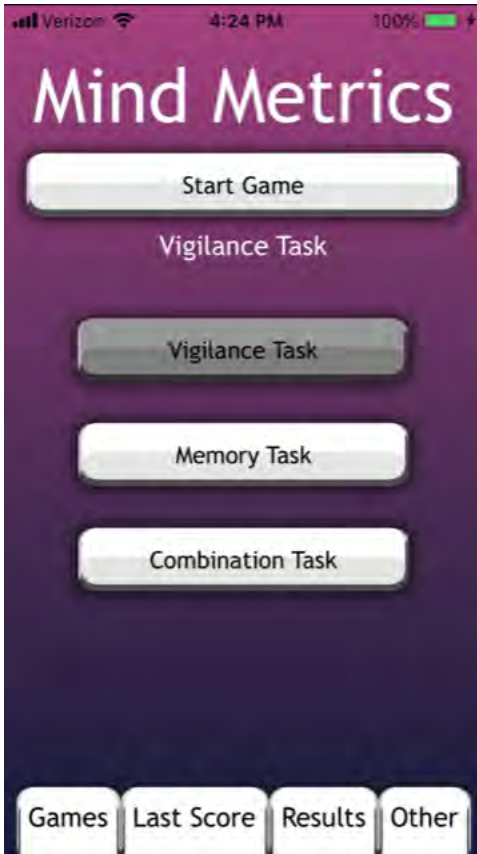 Verizon 4:24 PM 100%
Mind Metrics
Start Game
Vigilance Task
Vigilance Task
Memory Task
Combination Task
Games Last Score Results Other